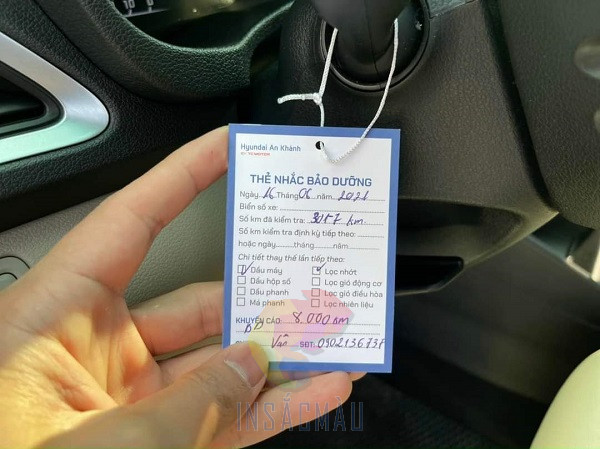 Hyundai An Khánh
THẺ NHẮC BẢO DƯỠNG
Ngày 16 Tháng 06 năm 2021
Biển số xe:
Số km đã kiểm tra: 3157 km
Số km kiểm tra định kỳ tiếp theo:
hoặc ngày tháng năm
Chi tiết thay thế lần tiếp theo:
Dầu máy Lọc nhớt
Dầu hộp số Lọc gió động cơ
Dầu phanh Lọc gió điều hòa
Má phanh Lọc nhiên liệu
KHUYẾN CÁO 8.000 km
Vấn SĐT: 0902136738
INSẮCMÀU